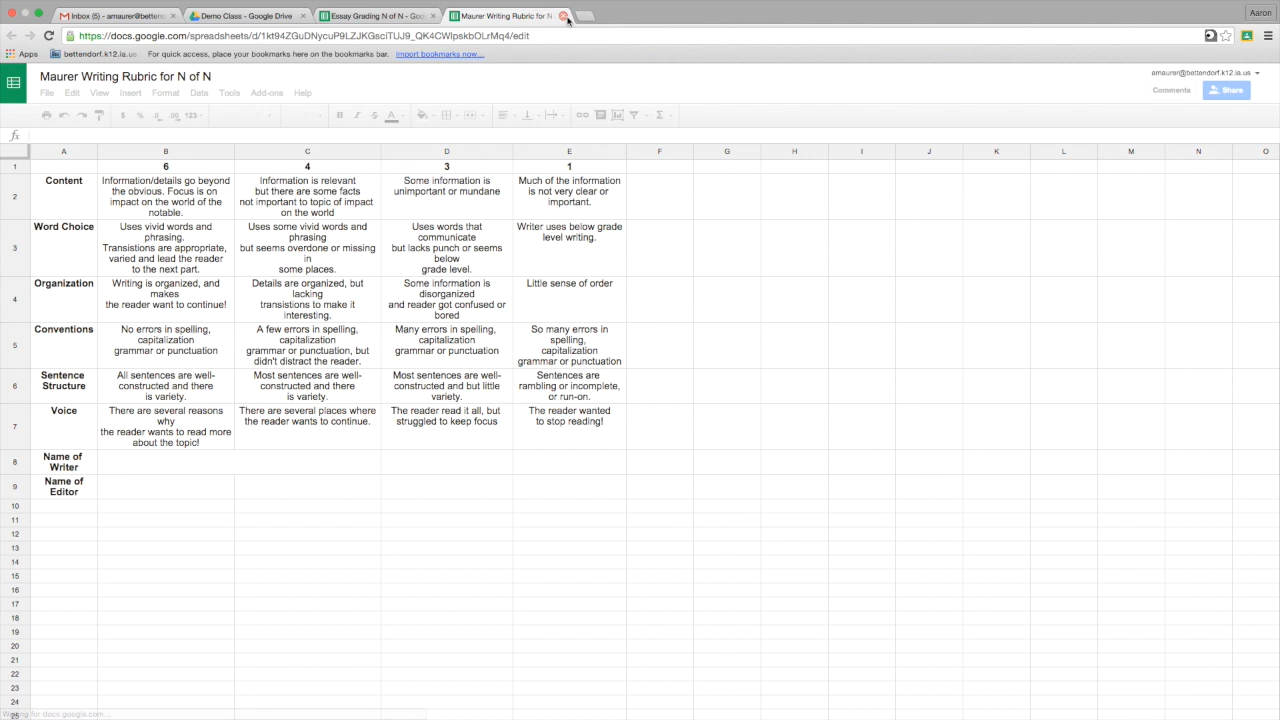 Inbox (5) - amaurer@betten
Demo Class - Google Drive
Essay Grading N of N - Goo
Maurer Writing Rubric for N
Aaron
https://docs.google.com/spreadsheets/d/1kt94ZGuDNycuP9LZJKGsciTUJ9_QK4CWIpskbOLrMq4/edit
Apps
bettendorf.k12.ia.us
For quick access, place your bookmarks here on the bookmarks bar.
Import bookmarks now...
Maurer Writing Rubric for N of N
amaurer@bettendorf.k12.ia.us
File Edit View Insert Format Data Tools Add-ons Help
Comments
Share
$ % .0 .00 123
B I S A
Σ
fx
A B C D E F G H I J K L M N O
1 6 4 3 1
2
Content
Information/details go beyond
the obvious. Focus is on
impact on the world of the
notable.
Information is relevant
but there are some facts
not important to topic of impact
on the world
Some information is
unimportant or mundane
Much of the information
is not very clear or
important.
3
Word Choice
Uses vivid words and
phrasing.
Transistions are appropriate,
varied and lead the reader
to the next part.
Uses some vivid words and
phrasing
but seems overdone or missing
in
some places.
Uses words that
communicate
but lacks punch or seems
below
grade level.
Writer uses below grade
level writing.
4
Organization
Writing is organized, and
makes
the reader want to continue!
Details are organized, but
lacking
transistions to make it
interesting.
Some information is
disorganized
and reader got confused or
bored
Little sense of order
5
Conventions
No errors in spelling,
capitalization
grammar or punctuation
A few errors in spelling,
capitalization
grammar or punctuation, but
didn't distract the reader.
Many errors in spelling,
capitalization
grammar or punctuation
So many errors in
spelling,
capitalization
grammar or punctuation
6
Sentence
Structure
All sentences are well-
constructed and there
is variety.
Most sentences are well-
constructed and there
is variety.
Most sentences are well-
constructed and but little
variety.
Sentences are
rambling or incomplete,
or run-on.
7
Voice
There are several reasons
why
the reader wants to read more
about the topic!
There are several places where
the reader wants to continue.
The reader read it all, but
struggled to keep focus
The reader wanted
to stop reading!
8
Name of
Writer
9
Name of
Editor
10
11
12
13
14
15
16
17
18
19
20
21
22
23
24
25
Waiting for docs.google.com...